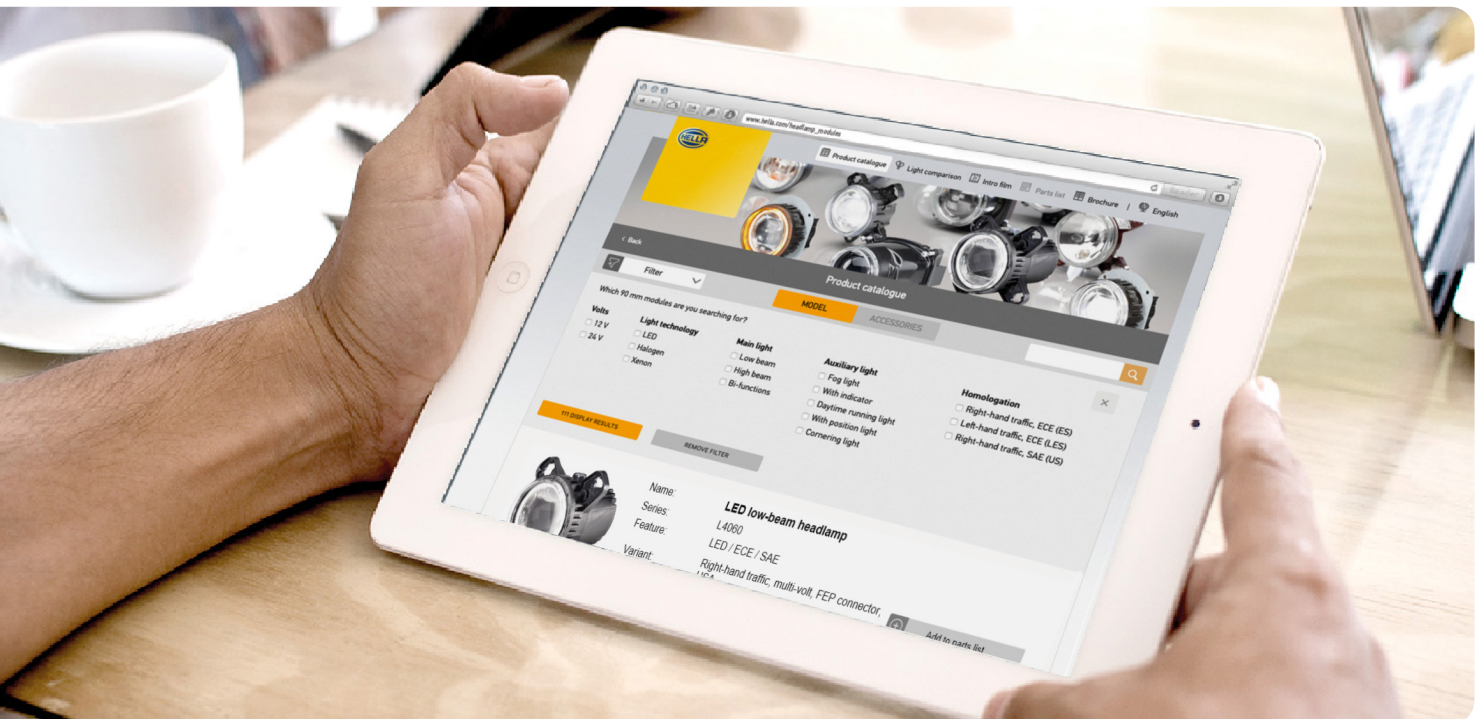 www.hella.com/headlamp_modules
Reader
HELLA
Product catalogue
Light comparison
Intro film
Parts list
Brochure
|
English
< Back
Product catalogue
Filter
MODEL
ACCESSORIES
Which 90 mm modules are you searching for?
Volts
12 V
24 V
Light technology
LED
Halogen
Xenon
Main light
Low beam
High beam
Bi-functions
Auxiliary light
Fog light
With indicator
Daytime running light
With position light
Cornering light
Homologation
Right-hand traffic, ECE (ES)
Left-hand traffic, ECE (LES)
Right-hand traffic, SAE (US)
111 DISPLAY RESULTS
REMOVE FILTER
Name: LED low-beam headlamp
Series: L4060
Feature: LED / ECE / SAE
Variant: Right-hand traffic, multi-volt, FEP connector,
USA
Add to parts list